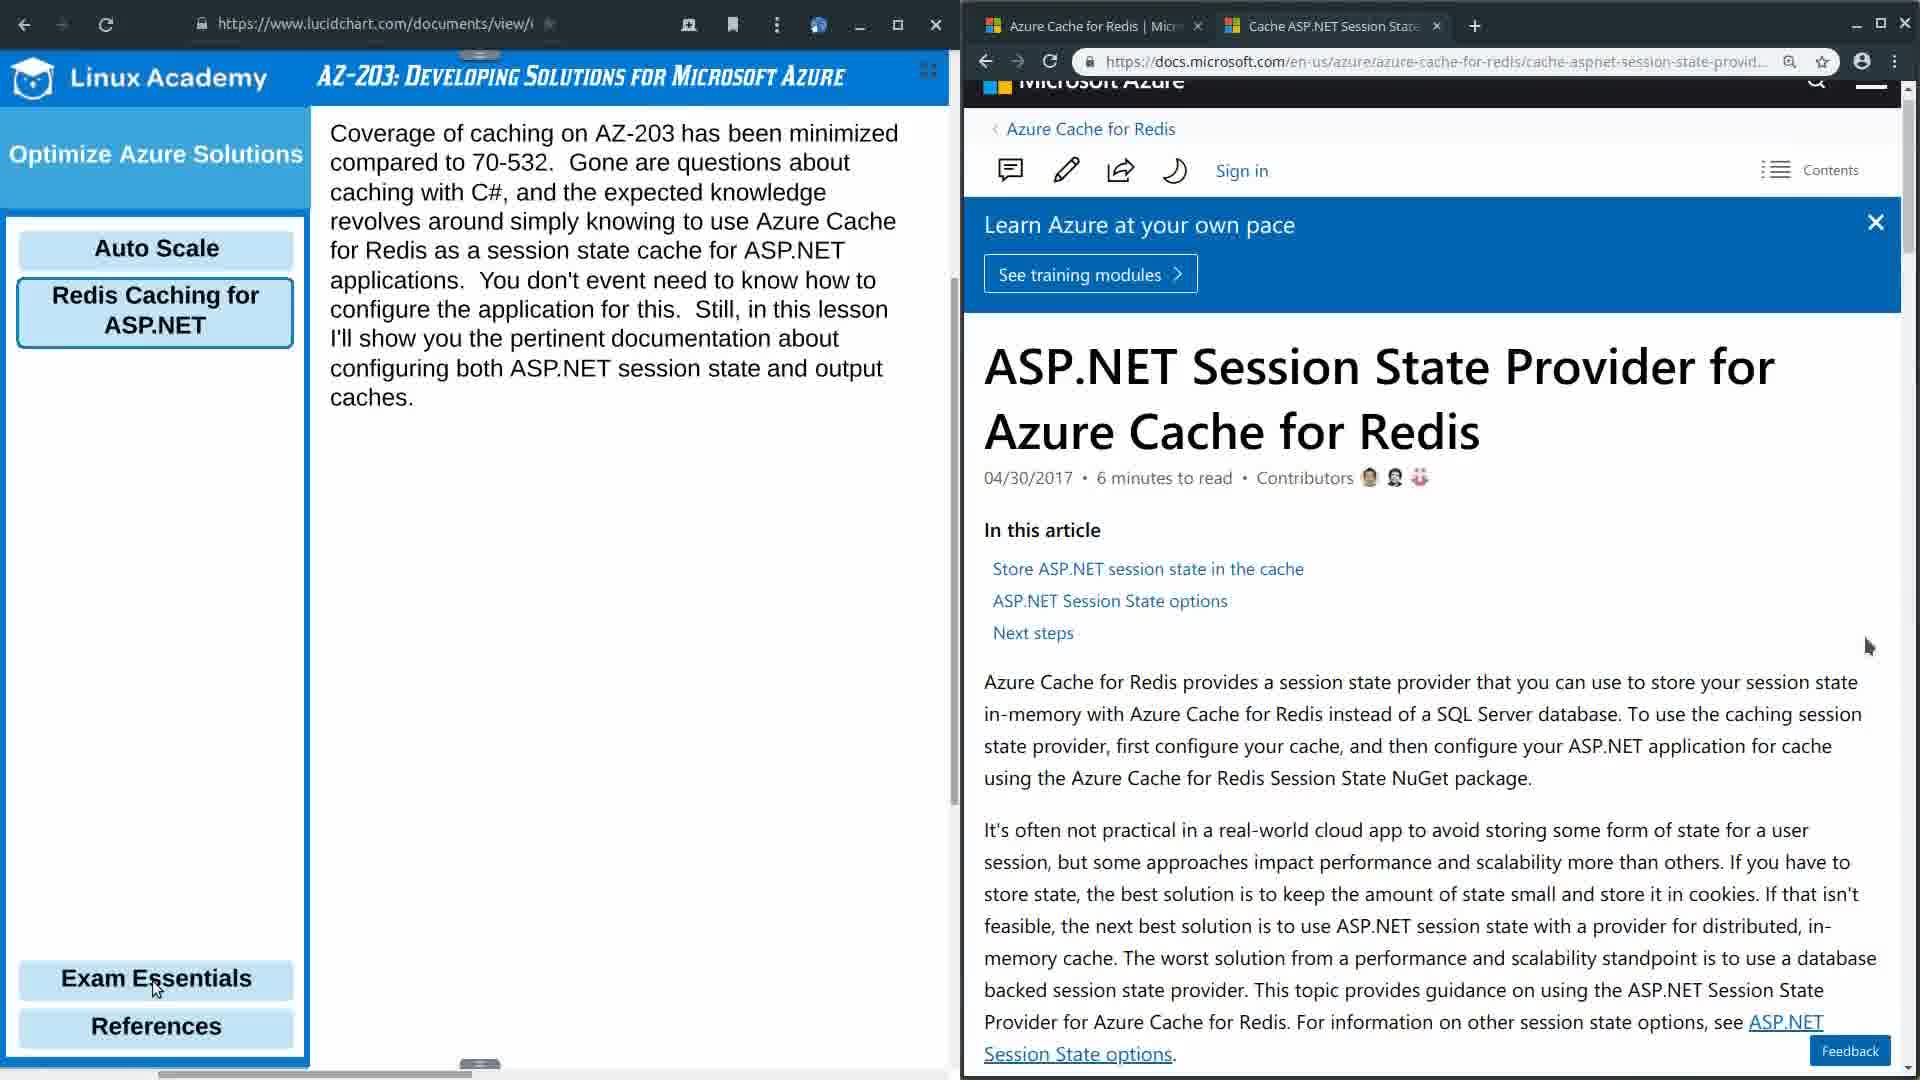 https://www.lucidchart.com/documents/view/
Linux Academy
AZ-203: Developing Solutions for Microsoft Azure
Optimize Azure Solutions
Auto Scale
Redis Caching for
ASP.NET
Exam Essentials
References
Coverage of caching on AZ-203 has been minimized
compared to 70-532.  Gone are questions about
caching with C#, and the expected knowledge
revolves around simply knowing to use Azure Cache
for Redis as a session state cache for ASP.NET
applications.  You don't event need to know how to
configure the application for this.  Still, in this lesson
I'll show you the pertinent documentation about
configuring both ASP.NET session state and output
caches.
Azure Cache for Redis | Micr
Cache ASP.NET Session State
https://docs.microsoft.com/en-us/azure/azure-cache-for-redis/cache-aspnet-session-state-provid...
Microsoft Azure
Azure Cache for Redis
Sign in
Contents
Learn Azure at your own pace
See training modules
ASP.NET Session State Provider for
Azure Cache for Redis
04/30/2017 • 6 minutes to read • Contributors
In this article
Store ASP.NET session state in the cache
ASP.NET Session State options
Next steps
Azure Cache for Redis provides a session state provider that you can use to store your session state
in-memory with Azure Cache for Redis instead of a SQL Server database. To use the caching session
state provider, first configure your cache, and then configure your ASP.NET application for cache
using the Azure Cache for Redis Session State NuGet package.
It's often not practical in a real-world cloud app to avoid storing some form of state for a user
session, but some approaches impact performance and scalability more than others. If you have to
store state, the best solution is to keep the amount of state small and store it in cookies. If that isn't
feasible, the next best solution is to use ASP.NET session state with a provider for distributed, in-
memory cache. The worst solution from a performance and scalability standpoint is to use a database
backed session state provider. This topic provides guidance on using the ASP.NET Session State
Provider for Azure Cache for Redis. For information on other session state options, see ASP.NET
Session State options.
Feedback